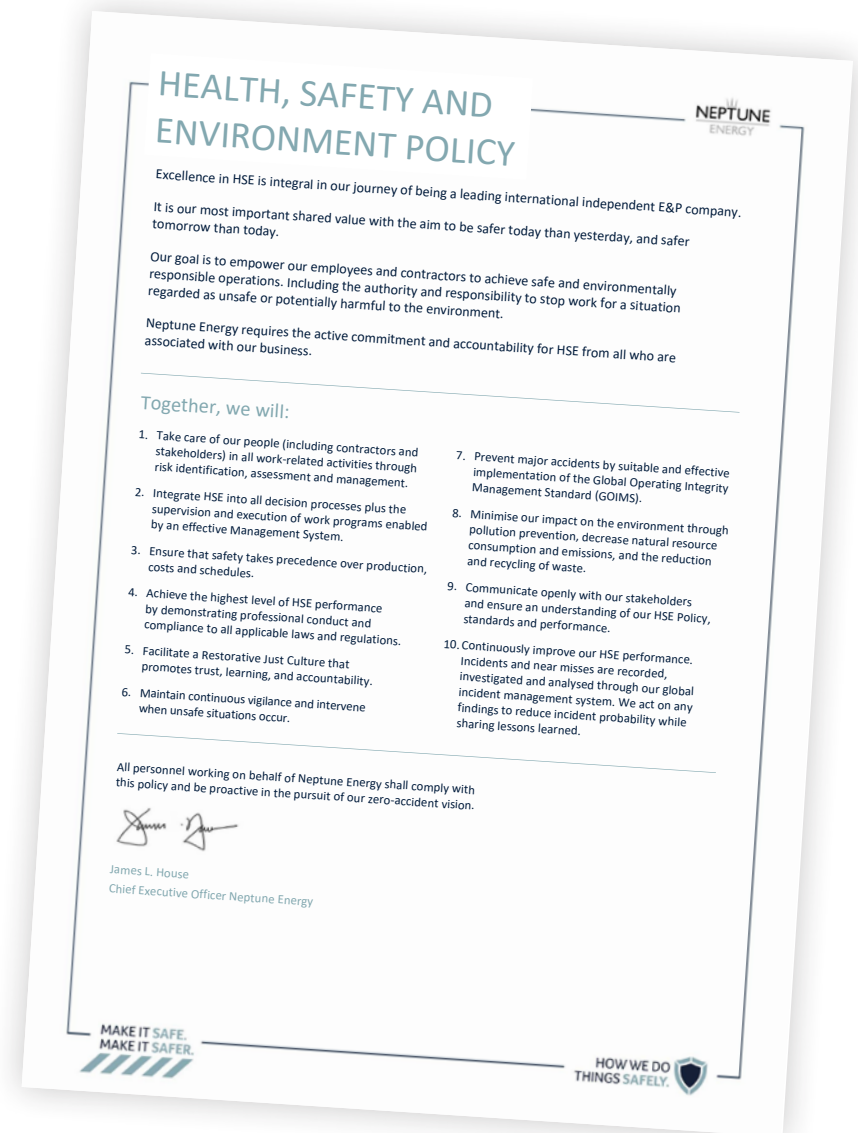 HEALTH, SAFETY AND
ENVIRONMENT POLICY
NEPTUNE
ENERGY
Excellence in HSE is integral in our journey of being a leading international independent E&P company.
It is our most important shared value with the aim to be safer today than yesterday, and safer
tomorrow than today.
Our goal is to empower our employees and contractors to achieve safe and environmentally
responsible operations. Including the authority and responsibility to stop work for a situation
regarded as unsafe or potentially harmful to the environment.
Neptune Energy requires the active commitment and accountability for HSE from all who are
associated with our business.
Together, we will:
1. Take care of our people (including contractors and
stakeholders) in all work-related activities through
risk identification, assessment and management.
2. Integrate HSE into all decision processes plus the
supervision and execution of work programs enabled
by an effective Management System.
3. Ensure that safety takes precedence over production,
costs and schedules.
4. Achieve the highest level of HSE performance
by demonstrating professional conduct and
compliance to all applicable laws and regulations.
5. Facilitate a Restorative Just Culture that
promotes trust, learning, and accountability.
6. Maintain continuous vigilance and intervene
when unsafe situations occur.
7. Prevent major accidents by suitable and effective
implementation of the Global Operating Integrity
Management Standard (GOIMS).
8. Minimise our impact on the environment through
pollution prevention, decrease natural resource
consumption and emissions, and the reduction
and recycling of waste.
9. Communicate openly with our stakeholders
and ensure an understanding of our HSE Policy,
standards and performance.
10. Continuously improve our HSE performance.
Incidents and near misses are recorded,
investigated and analysed through our global
incident management system. We act on any
findings to reduce incident probability while
sharing lessons learned.
All personnel working on behalf of Neptune Energy shall comply with
this policy and be proactive in the pursuit of our zero-accident vision.
James L. House
Chief Executive Officer Neptune Energy
MAKE IT SAFE.
MAKE IT SAFER.
HOW WE DO
THINGS SAFELY.